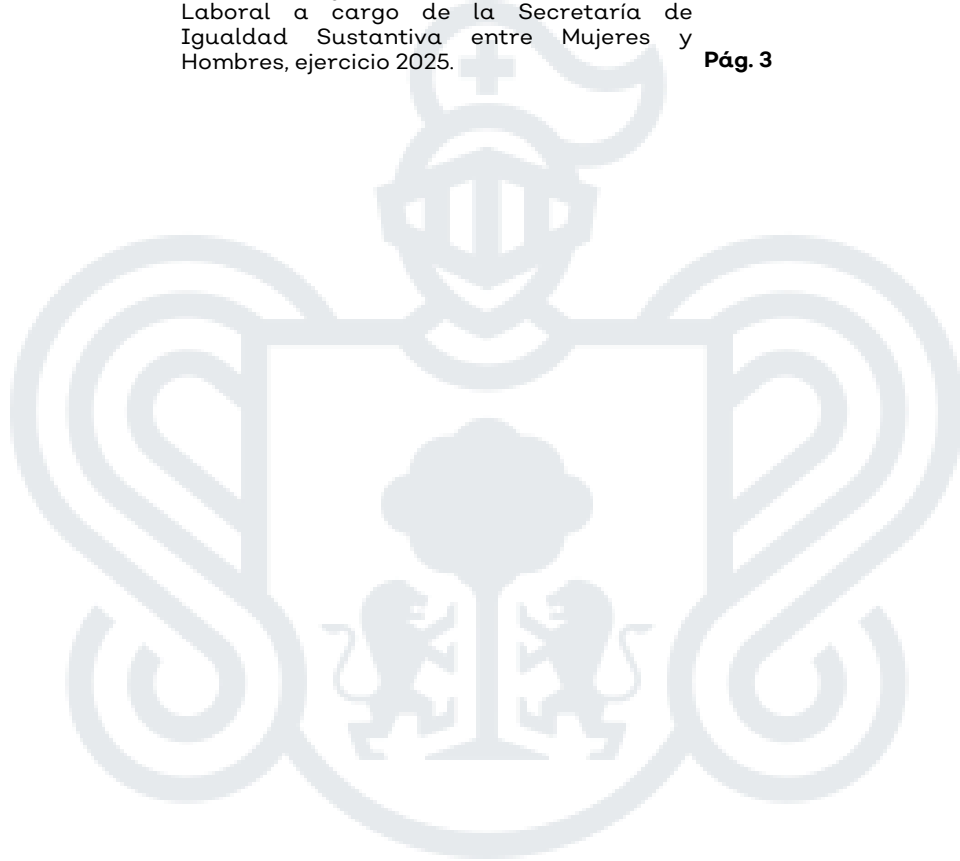 Laboral a cargo de la Secretaría de
Igualdad Sustantiva entre Mujeres y
Hombres, ejercicio 2025. Pág. 3